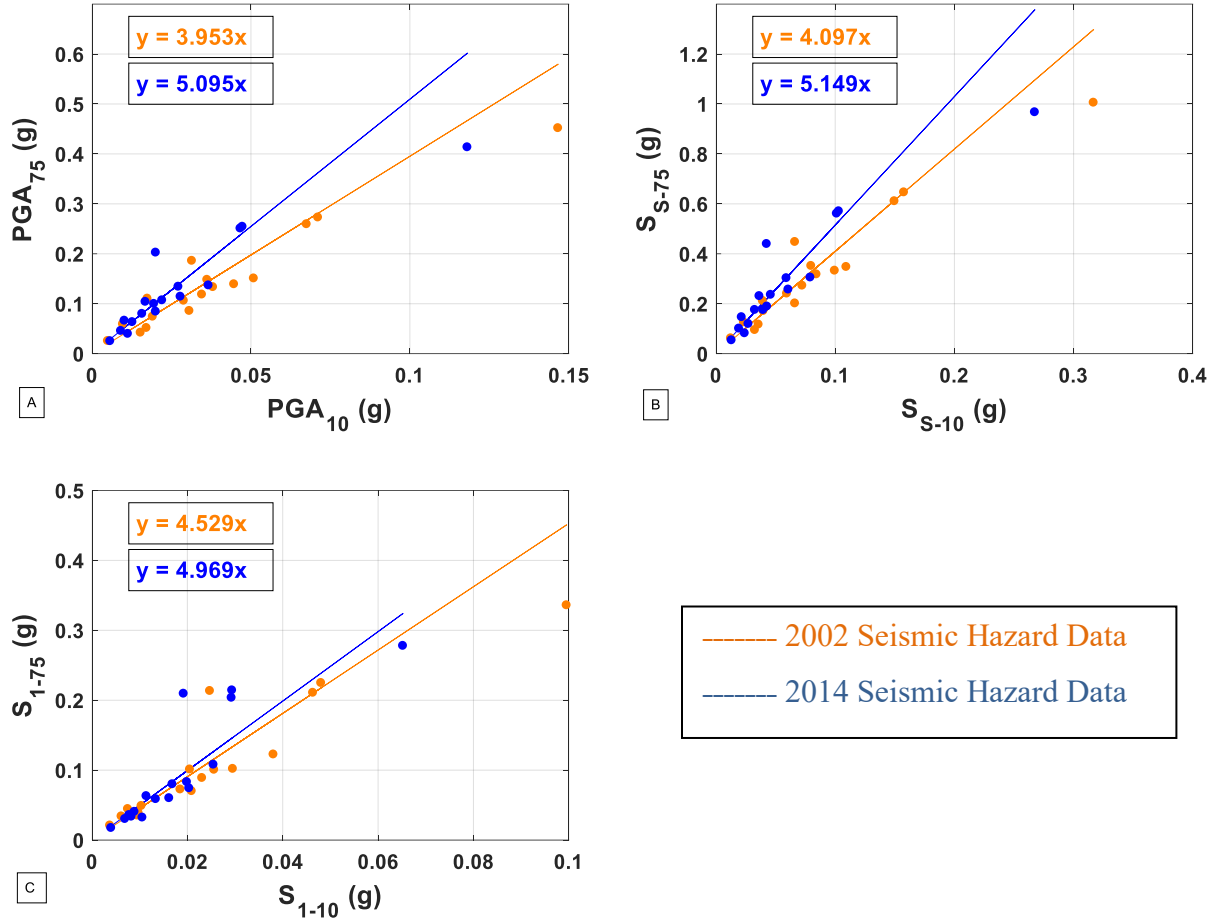 y = 3.953x
y = 5.095x
0.6
0.5
0.4
0.3
0.2
0.1
0
PGA75 (g)
0 0.05 0.1 0.15
PGA10 (g)
A
y = 4.097x
y = 5.149x
1.2
1
0.8
0.6
0.4
0.2
0
SS-75 (g)
0 0.1 0.2 0.3 0.4
SS-10 (g)
B
y = 4.529x
y = 4.969x
0.5
0.4
0.3
0.2
0.1
0
S1-75 (g)
0 0.02 0.04 0.06 0.08 0.1
S1-10 (g)
C
------- 2002 Seismic Hazard Data
------- 2014 Seismic Hazard Data